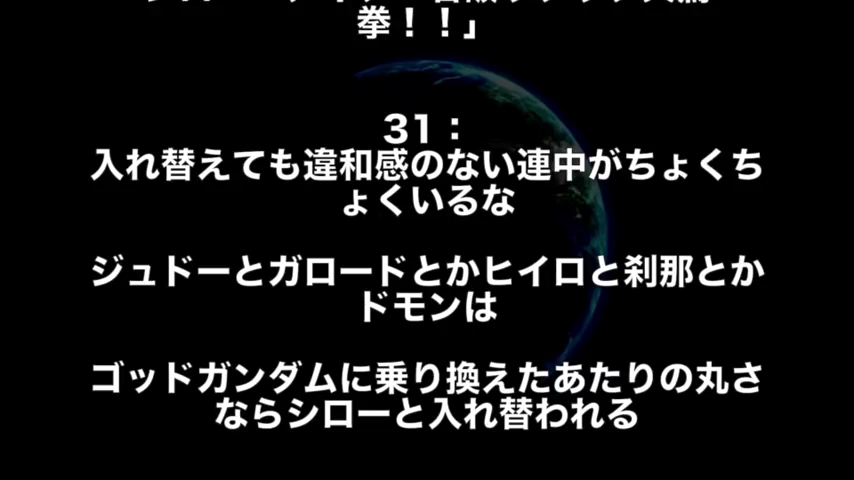 拳！！」
31：
入れ替えても違和感のない連中がちょくち
ょくいるな
ジュドーとガロードとかヒイロと刹那とか
ドモンは
ゴッドガンダムに乗り換えたあたりの丸さ
ならシローと入れ替われる